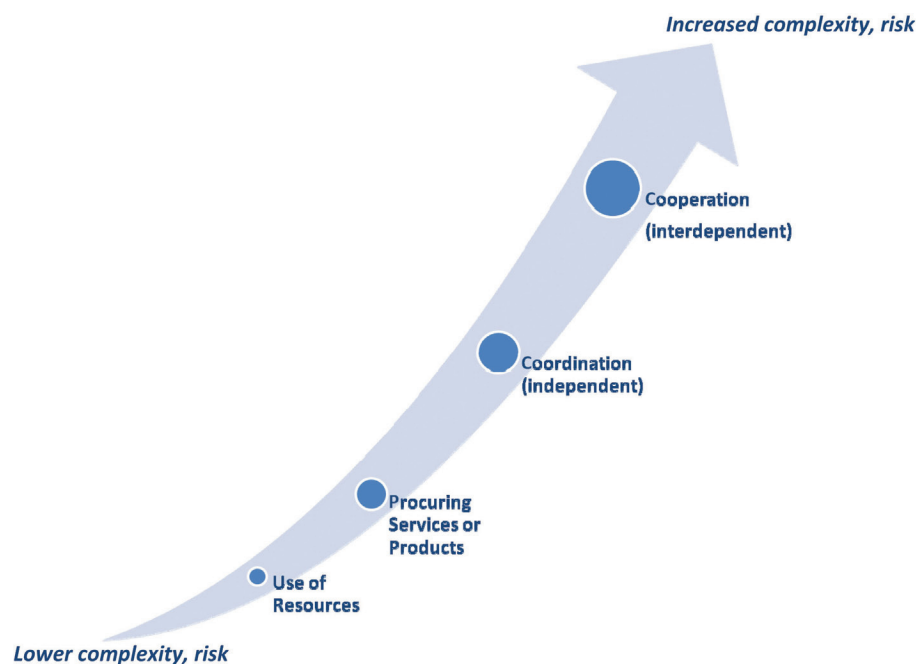 Increased complexity, risk
Cooperation
(interdependent)
Coordination
(independent)
Procuring
Services or
Products
Use of
Resources
Lower complexity, risk